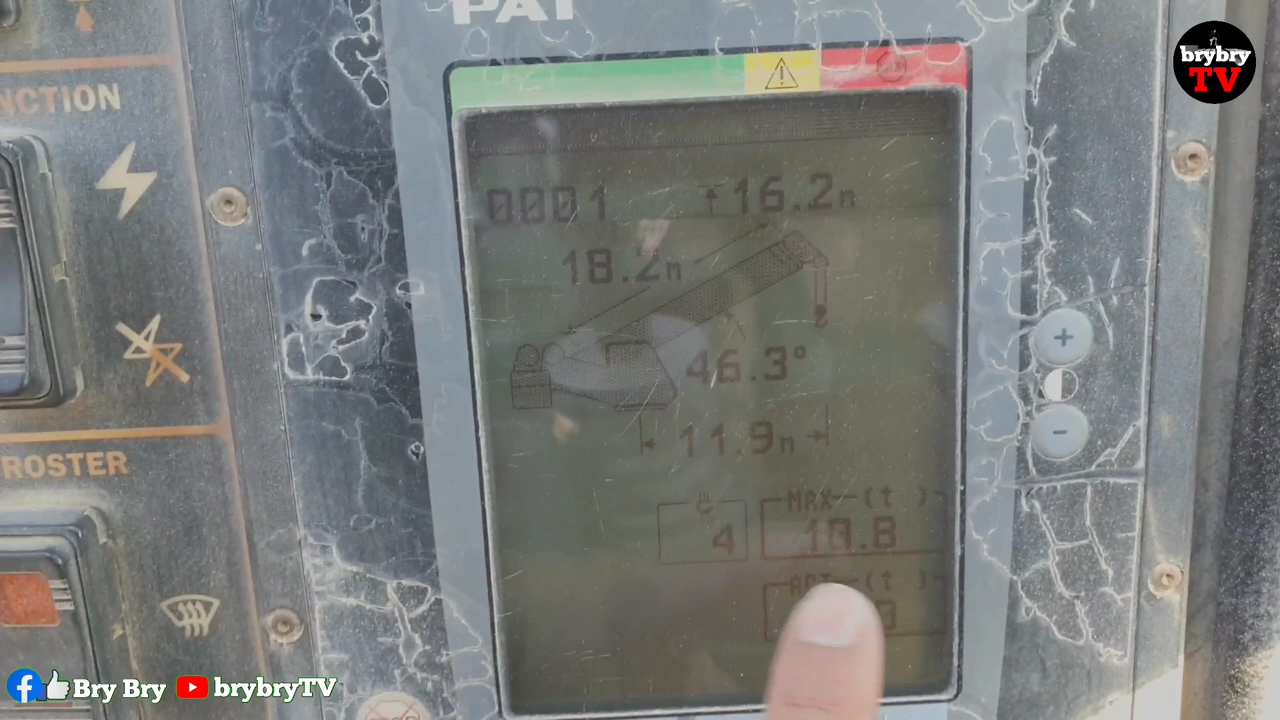 PAT
brybry
TV
NCTION
0001
16.2m
18.2m
46.3°
11.9m
MAX (t )
4
10.8
ACT (t )
ROSTER
Bry Bry
brybryTV